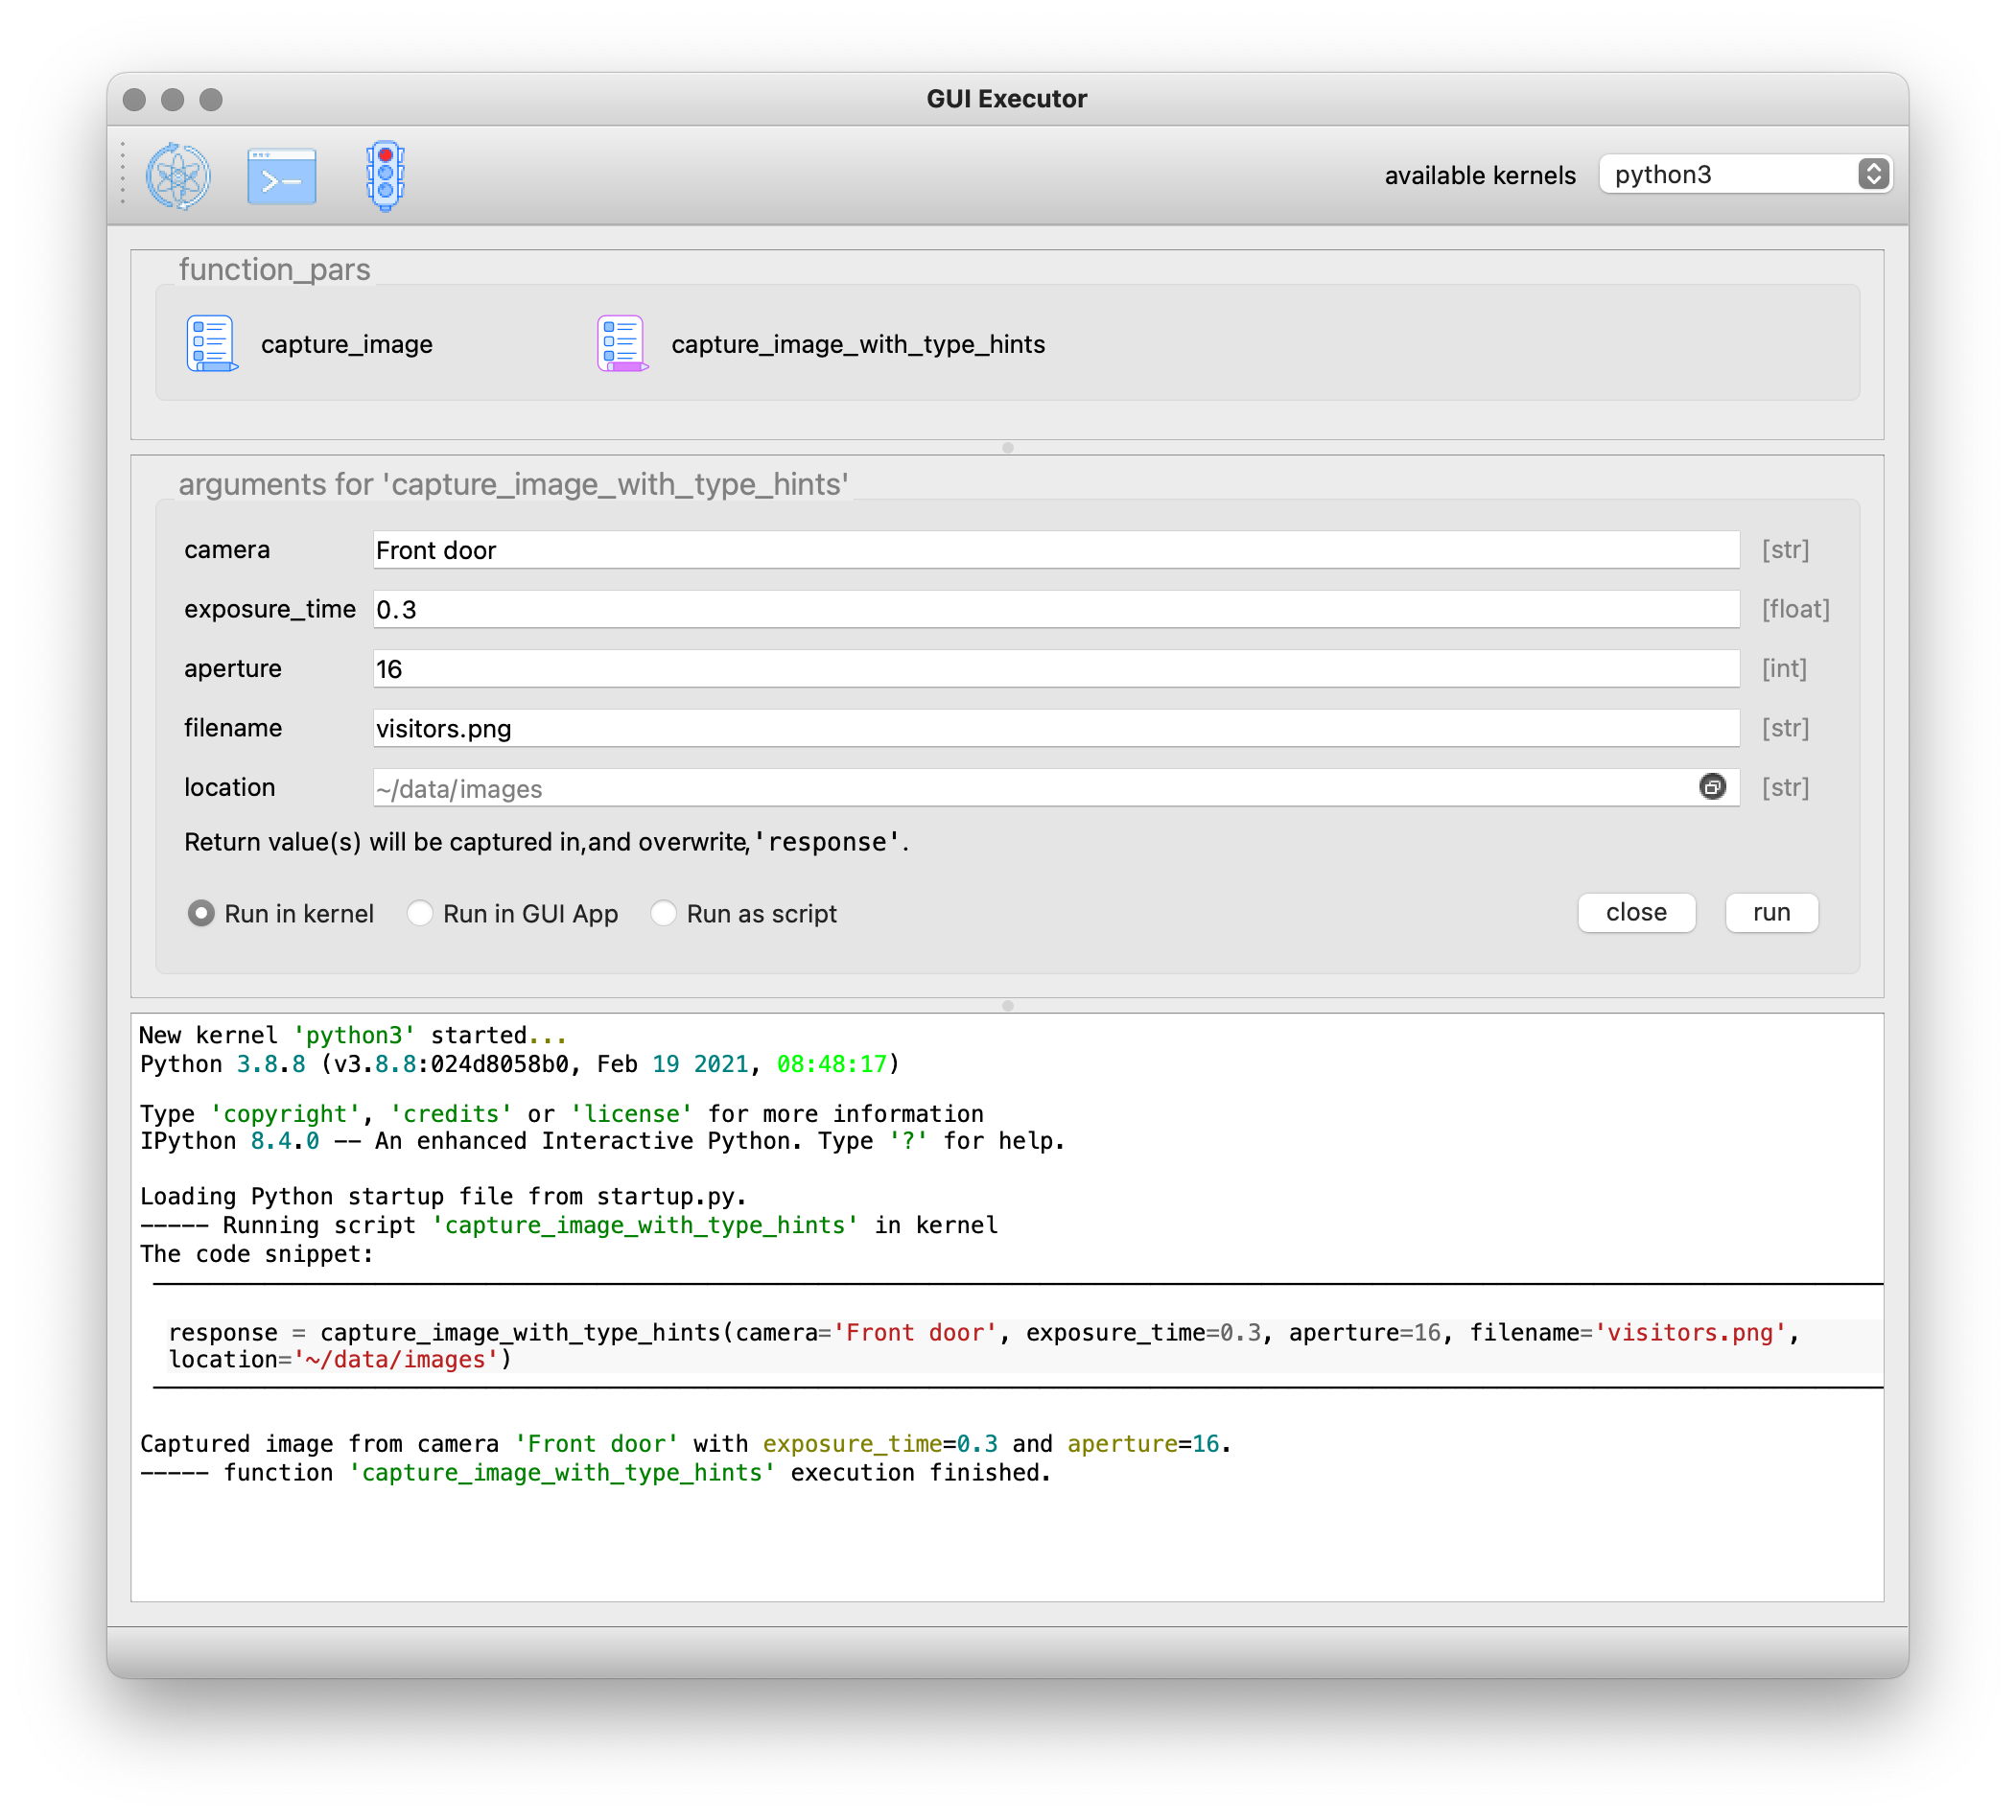 GUI Executor
available kernels python3
function_pars
capture_image capture_image_with_type_hints
arguments for 'capture_image_with_type_hints'
camera Front door [str]
exposure_time 0.3 [float]
aperture 16 [int]
filename visitors.png [str]
location ~/data/images [str]
Return value(s) will be captured in,and overwrite,'response'.
Run in kernel Run in GUI App Run as script close run
New kernel 'python3' started...
Python 3.8.8 (v3.8.8:024d8058b0, Feb 19 2021, 08:48:17)
Type 'copyright', 'credits' or 'license' for more information
IPython 8.4.0 -- An enhanced Interactive Python. Type '?' for help.
Loading Python startup file from startup.py.
----- Running script 'capture_image_with_type_hints' in kernel
The code snippet:
response = capture_image_with_type_hints(camera='Front door', exposure_time=0.3, aperture=16, filename='visitors.png',
location='~/data/images')
Captured image from camera 'Front door' with exposure_time=0.3 and aperture=16.
----- function 'capture_image_with_type_hints' execution finished.